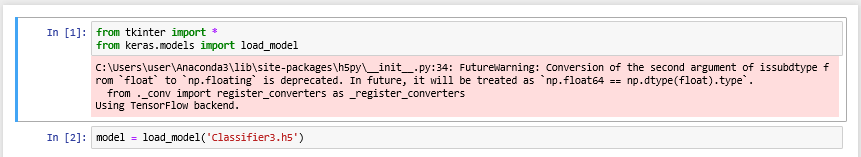 In [1]: from tkinter import *
from keras.models import load_model
C:\Users\user\Anaconda3\lib\site-packages\h5py\__init__.py:34: FutureWarning: Conversion of the second argument of issubdtype f
rom `float` to `np.floating` is deprecated. In future, it will be treated as `np.float64 == np.dtype(float).type`.
  from ._conv import register_converters as _register_converters
Using TensorFlow backend.
In [2]: model = load_model('Classifier3.h5')